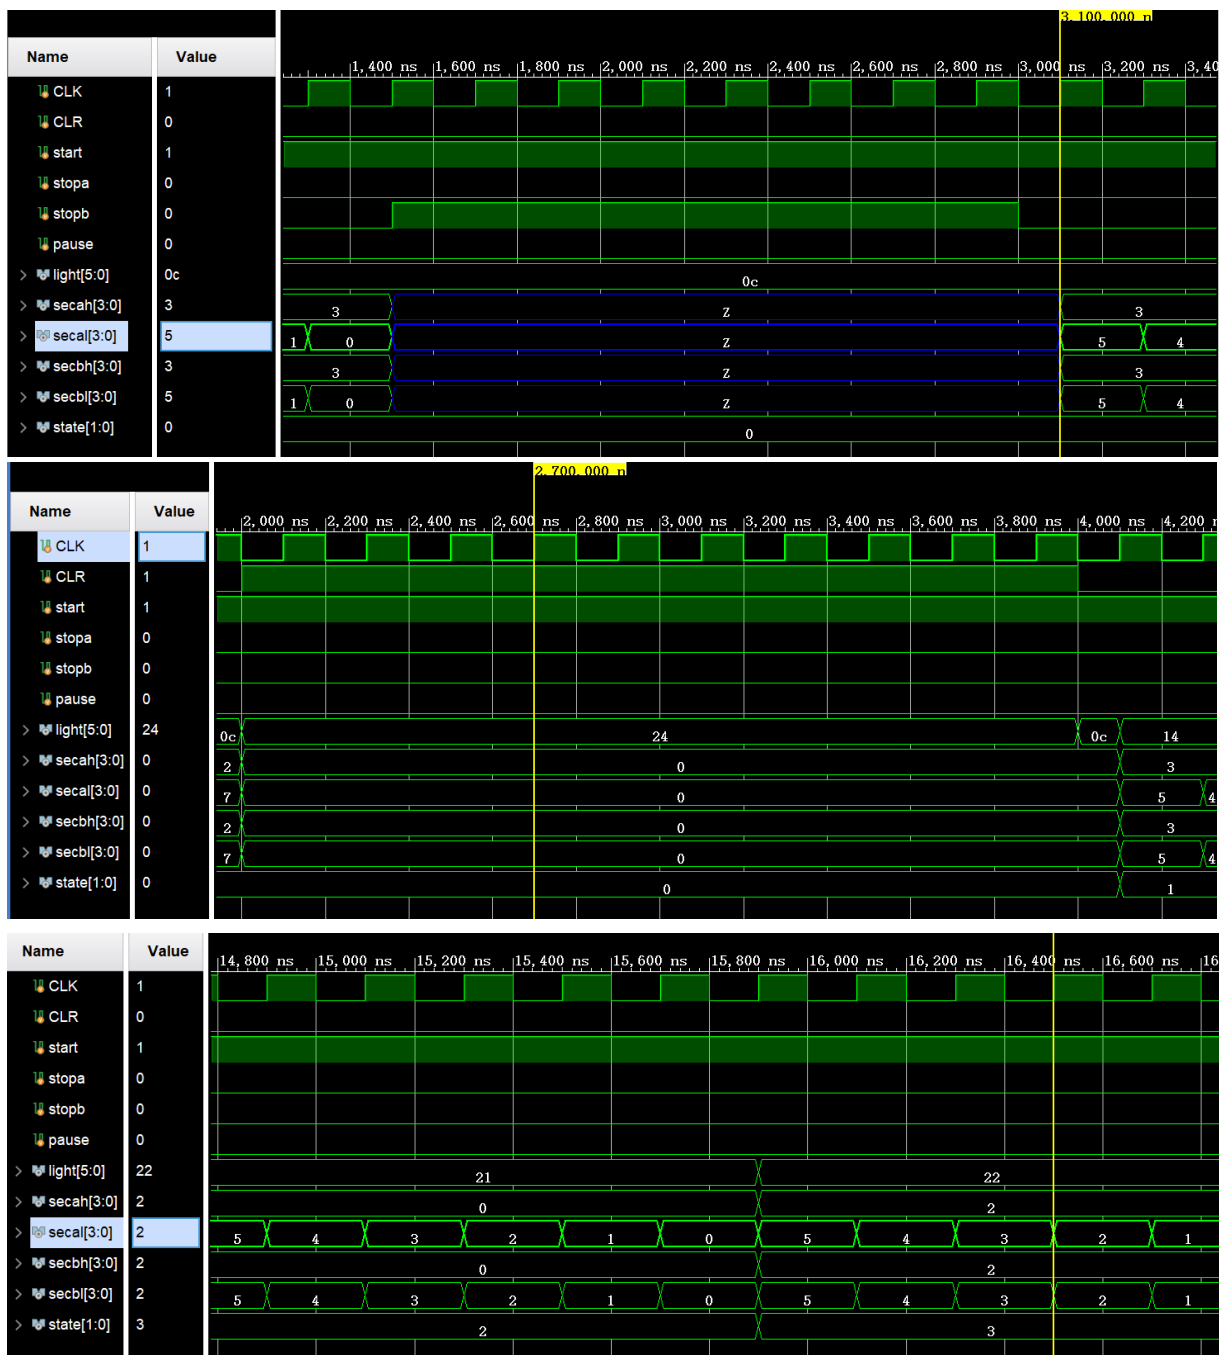 3,100.000 n
Name Value
1,400 ns 1,600 ns 1,800 ns 2,000 ns 2,200 ns 2,400 ns 2,600 ns 2,800 ns 3,000 ns 3,200 ns 3,40
CLK 1
CLR 0
start 1
stopa 0
stopb 0
pause 0
light[5:0] 0c 0c
secah[3:0] 3 3 Z 3
secal[3:0] 5 1 0 Z 5 4
secbh[3:0] 3 3 Z 3
secbl[3:0] 5 1 0 Z 5 4
state[1:0] 0 0
2,700.000 n
Name Value
2,000 ns 2,200 ns 2,400 ns 2,600 ns 2,800 ns 3,000 ns 3,200 ns 3,400 ns 3,600 ns 3,800 ns 4,000 ns 4,200 n
CLK 1
CLR 1
start 1
stopa 0
stopb 0
pause 0
light[5:0] 24 0c 24 0c 14
secah[3:0] 0 2 0 3
secal[3:0] 0 7 0 5 4
secbh[3:0] 0 2 0 3
secbl[3:0] 0 7 0 5 4
state[1:0] 0 0 1
Name Value
14,800 ns 15,000 ns 15,200 ns 15,400 ns 15,600 ns 15,800 ns 16,000 ns 16,200 ns 16,400 ns 16,600 ns 16
CLK 1
CLR 0
start 1
stopa 0
stopb 0
pause 0
light[5:0] 22 21 22
secah[3:0] 2 0 2
secal[3:0] 2 5 4 3 2 1 0 5 4 3 2 1
secbh[3:0] 2 0 2
secbl[3:0] 2 5 4 3 2 1 0 5 4 3 2 1
state[1:0] 3 2 3